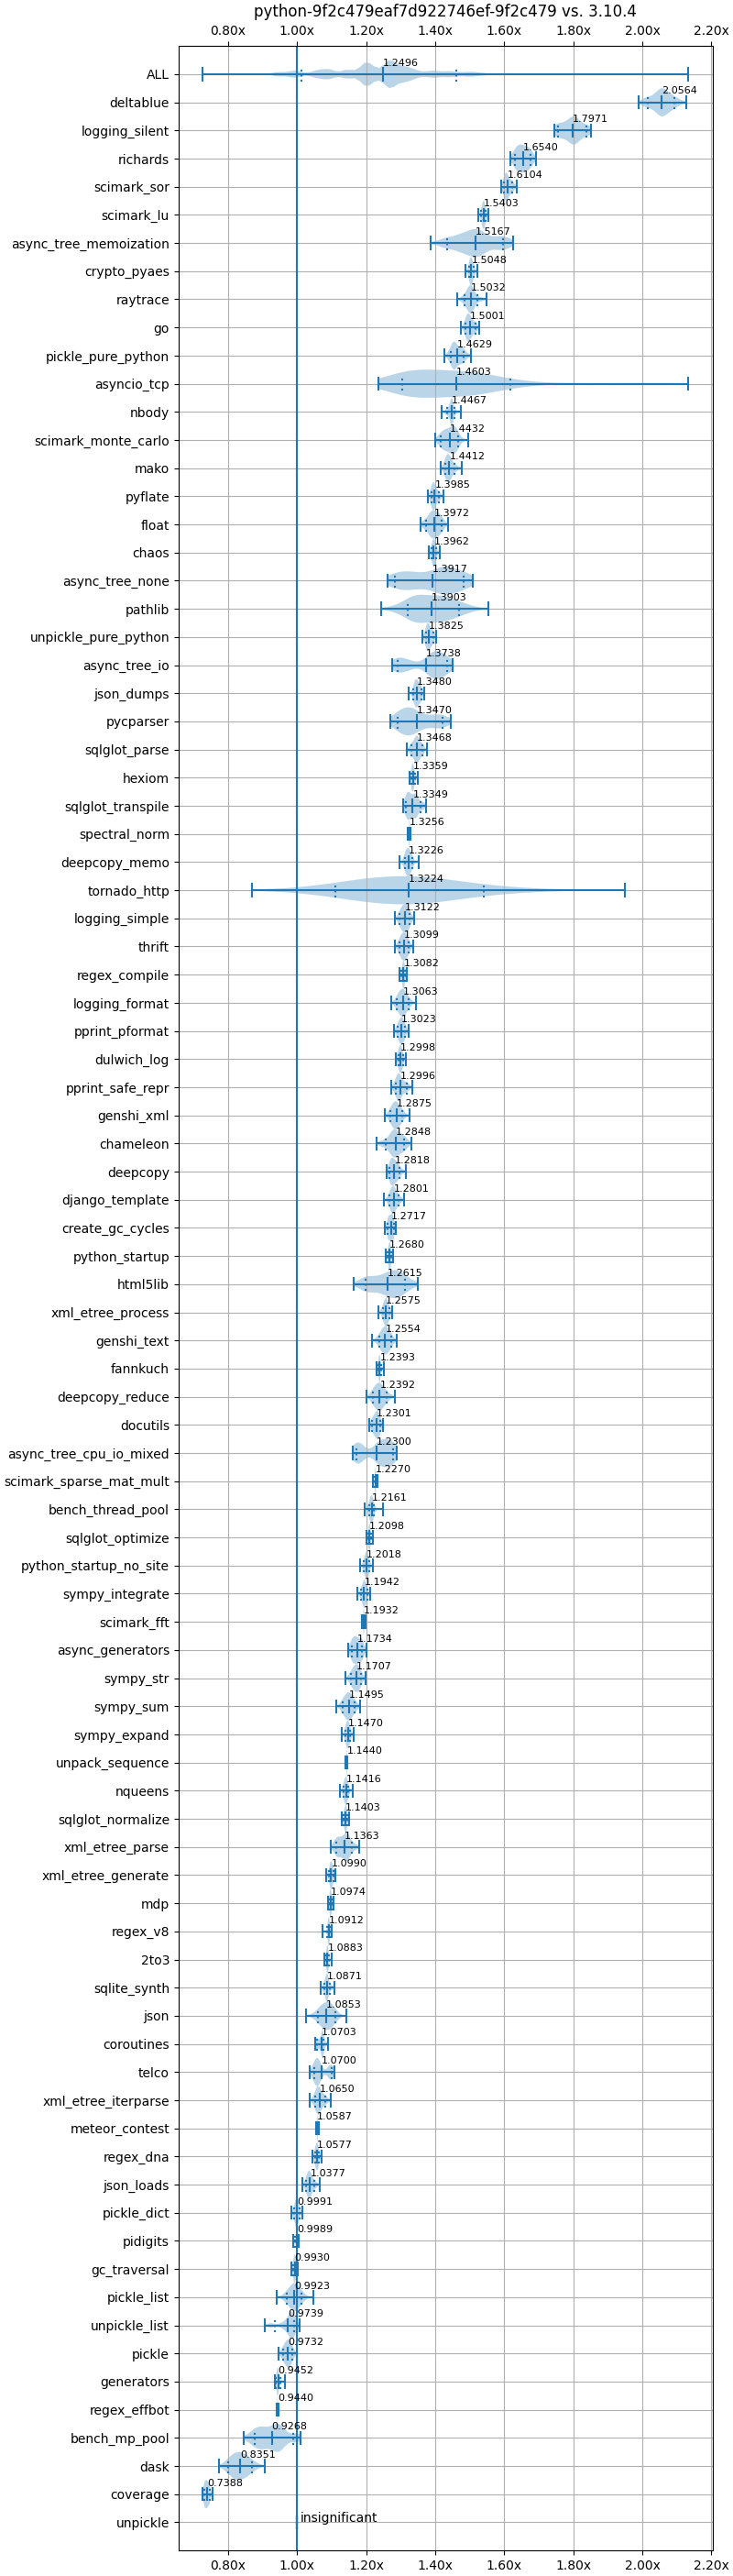 python-9f2c479eaf7d922746ef-9f2c479 vs. 3.10.4
0.80x 1.00x 1.20x 1.40x 1.60x 1.80x 2.00x 2.20x
ALL 1.2496
deltablue 2.0564
logging_silent 1.7971
richards 1.6540
scimark_sor 1.6104
scimark_lu 1.5403
async_tree_memoization 1.5167
crypto_pyaes 1.5048
raytrace 1.5032
go 1.5001
pickle_pure_python 1.4629
asyncio_tcp 1.4603
nbody 1.4467
scimark_monte_carlo 1.4432
mako 1.4412
pyflate 1.3985
float 1.3972
chaos 1.3962
async_tree_none 1.3917
pathlib 1.3903
unpickle_pure_python 1.3825
async_tree_io 1.3738
json_dumps 1.3480
pycparser 1.3470
sqlglot_parse 1.3468
hexiom 1.3359
sqlglot_transpile 1.3349
spectral_norm 1.3256
deepcopy_memo 1.3226
tornado_http 1.3224
logging_simple 1.3122
thrift 1.3099
regex_compile 1.3082
logging_format 1.3063
pprint_pformat 1.3023
dulwich_log 1.2998
pprint_safe_repr 1.2996
genshi_xml 1.2875
chameleon 1.2848
deepcopy 1.2818
django_template 1.2801
create_gc_cycles 1.2717
python_startup 1.2680
html5lib 1.2615
xml_etree_process 1.2575
genshi_text 1.2554
fannkuch 1.2393
deepcopy_reduce 1.2392
docutils 1.2301
async_tree_cpu_io_mixed 1.2300
scimark_sparse_mat_mult 1.2270
bench_thread_pool 1.2161
sqlglot_optimize 1.2098
python_startup_no_site 1.2018
sympy_integrate 1.1942
scimark_fft 1.1932
async_generators 1.1734
sympy_str 1.1707
sympy_sum 1.1495
sympy_expand 1.1470
unpack_sequence 1.1440
nqueens 1.1416
sqlglot_normalize 1.1403
xml_etree_parse 1.1363
xml_etree_generate 1.0990
mdp 1.0974
regex_v8 1.0912
2to3 1.0883
sqlite_synth 1.0871
json 1.0853
coroutines 1.0703
telco 1.0700
xml_etree_iterparse 1.0650
meteor_contest 1.0587
regex_dna 1.0577
json_loads 1.0377
pickle_dict 0.9991
pidigits 0.9989
gc_traversal 0.9930
pickle_list 0.9923
unpickle_list 0.9739
pickle 0.9732
generators 0.9452
regex_effbot 0.9440
bench_mp_pool 0.9268
dask 0.8351
coverage 0.7388
unpickle insignificant
0.80x 1.00x 1.20x 1.40x 1.60x 1.80x 2.00x 2.20x